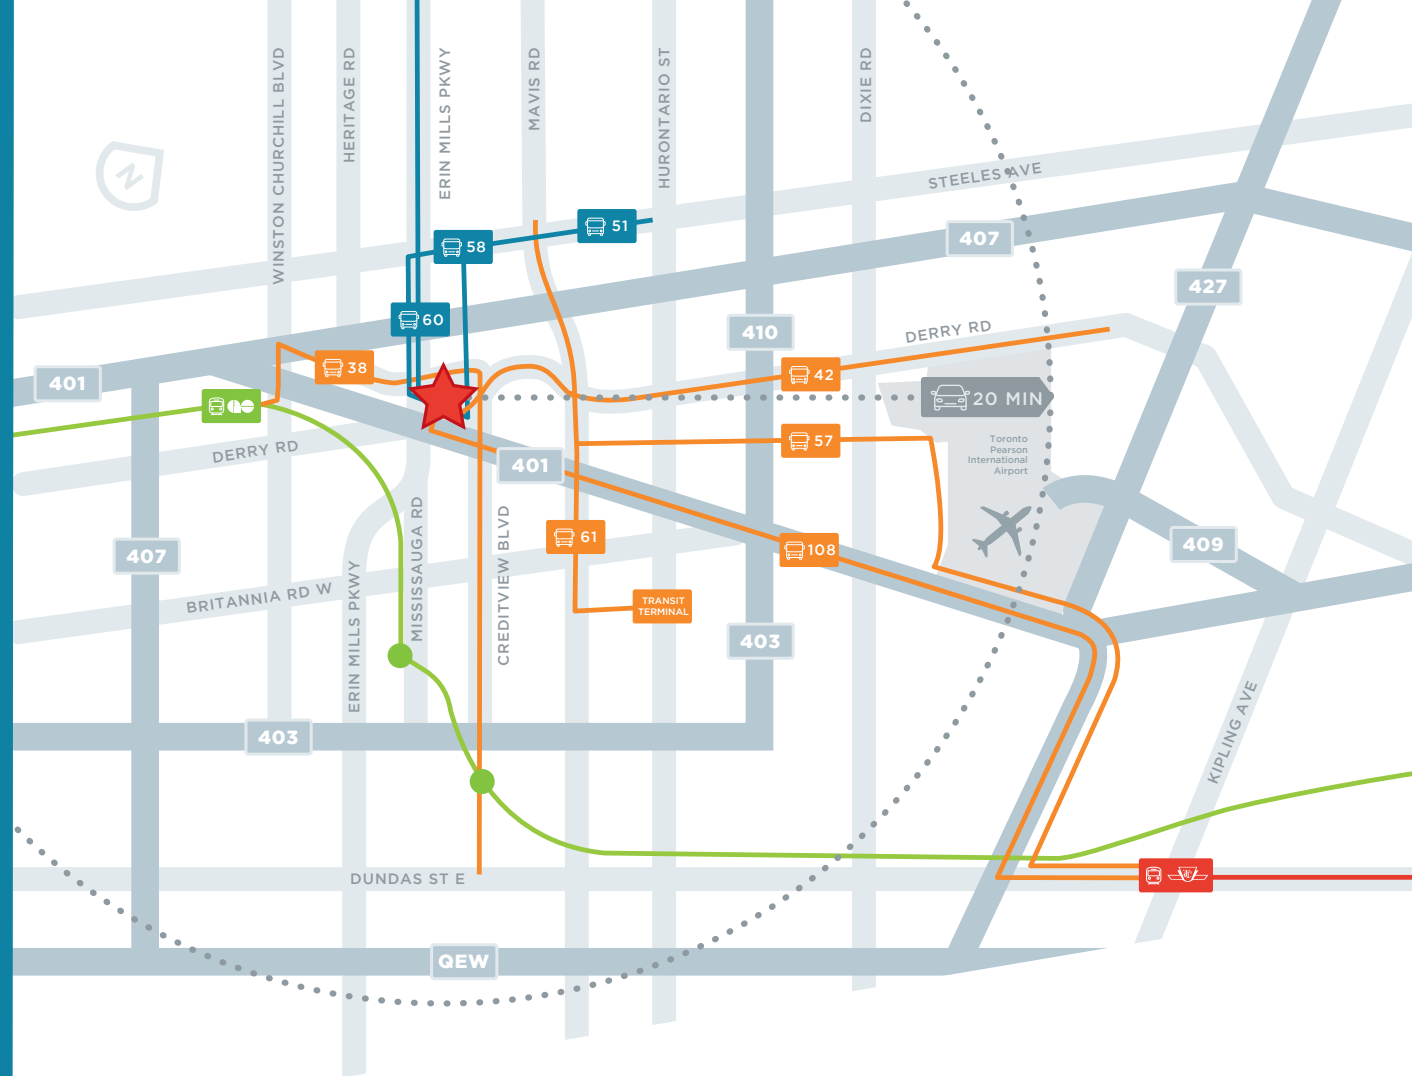 WINSTON CHURCHILL BLVD
HERITAGE RD
ERIN MILLS PKWY
MAVIS RD
HURONTARIO ST
DIXIE RD
N
STEELES AVE
51
58
407
427
60
410
DERRY RD
38
42
401
20 MIN
57
Toronto
Pearson
International
Airport
DERRY RD
401
MISSISSAUGA RD
CREDITVIEW BLVD
61
108
409
407
ERIN MILLS PKWY
BRITANNIA RD W
TRANSIT
TERMINAL
403
403
KIPLING AVE
DUNDAS ST E
QEW